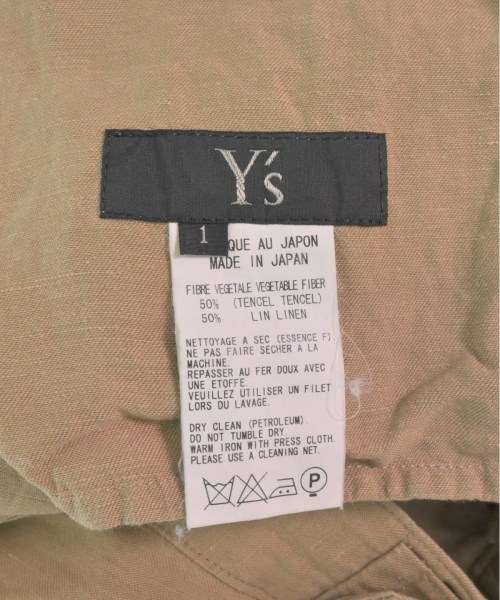 Y's
1
QUE AU JAPON
MADE IN JAPAN
FIBRE VEGETALE VEGETABLE FIBER
50% (TENCEL TENCEL)
50% LIN LINEN
NETTOYAGE A SEC (ESSENCE F).
NE PAS FAIRE SECHER A LA
MACHINE.
REPASSER AU FER DOUX AVEC
UNE ETOFFE.
VEUILLEZ UTILISER UN FILET
LORS DU LAVAGE.
DRY CLEAN (PETROLEUM).
DO NOT TUMBLE DRY.
WARM IRON WITH PRESS CLOTH.
PLEASE USE A CLEANING NET.
P